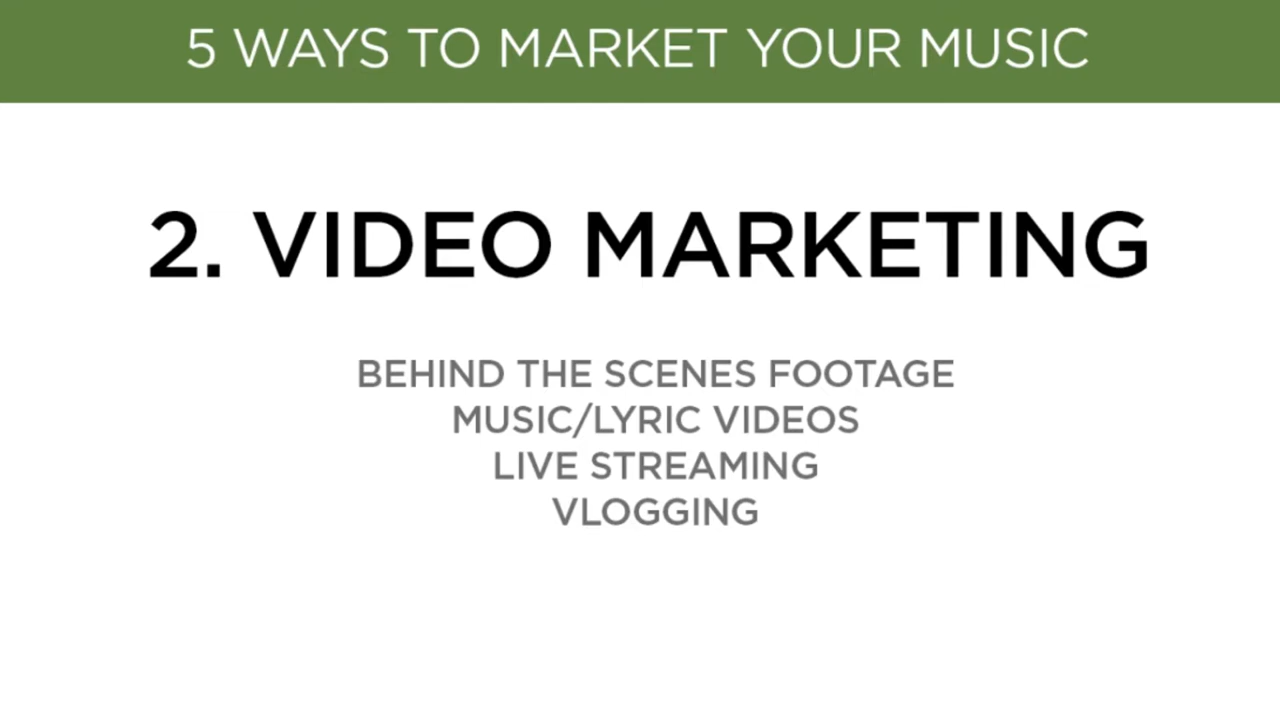 5 WAYS TO MARKET YOUR MUSIC
2. VIDEO MARKETING
BEHIND THE SCENES FOOTAGE
MUSIC/LYRIC VIDEOS
LIVE STREAMING
VLOGGING